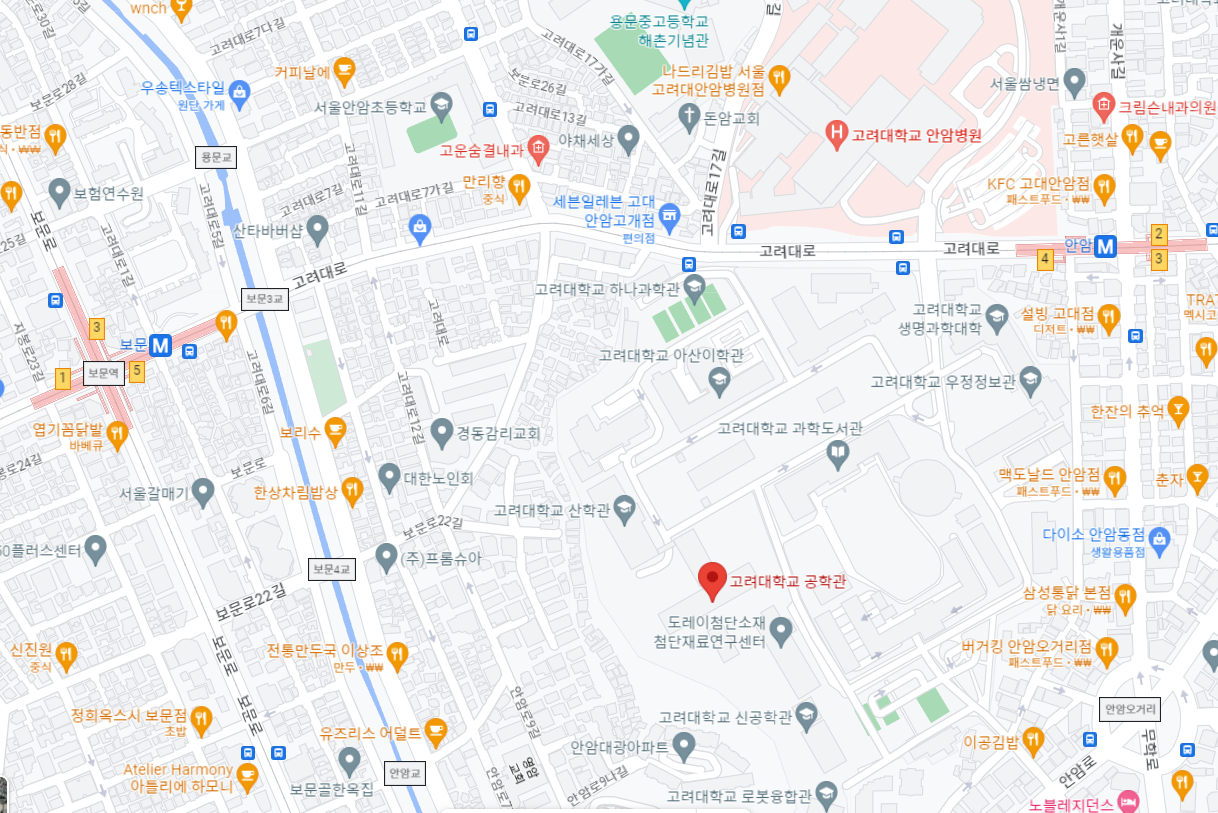 wnch
고려대로7다길
보문로30길
보문로28길
커피날에
우송텍스타일
원단 가게
서울안암초등학교
동반점
용문교
보험연수원
보문로
고려대로1길
고려대로5길
고려대로7길
고려대로11길
고려대로7가길
산타바버샵
고려대로
용문중고등학교
해촌기념관
고려대로17가길
고려대로26길
고려대로13길
나드리김밥 서울
고려대안암병원점
돈암교회
야채세상
고운숨결내과
만리향
중식
세븐일레븐 고대
안암고개점
편의점
고려대로17길
고려대학교 안암병원
개운사1길
개운사길
서울쌈냉면
크림슨내과의원
고른햇살
KFC 고대안암점
패스트푸드 · ₩₩
고려대로
고려대로
안암
M
2
3
4
보문3교
3
보문
M
보문역
1
5
지봉로23길
고려대로6길
고려대로
엽기꼼닭발
바베큐
보리수
고려대로12길
경동감리교회
대한노인회
한상차림밥상
서울갈매기
보문로
고려대학교 하나과학관
고려대학교 아산이학관
고려대학교
생명과학대학
설빙 고대점
디저트 · ₩₩
TRAT
멕시코
고려대학교 우정정보관
한잔의 추억
고려대학교 과학도서관
맥도날드 안암점
패스트푸드 · ₩₩
춘자
고려대학교 산학관
보문로22길
50플러스센터
(주)프롬슈아
보문4교
보문로22길
다이소 안암동점
생활용품점
고려대학교 공학관
도레이첨단소재
첨단재료연구센터
삼성통닭 본점
닭 요리 · ₩₩
버거킹 안암오거리점
패스트푸드 · ₩₩
신진원
중식
보문로
전통만두국 이상조
만두 · ₩₩
정희옥스시 보문점
초밥
보문로
유즈리스 어덜트
Atelier Harmony
아틀리에 하모니
보문골한옥집
안암교
안암로9길
영암
교회
안암로9나길
안암대광아파트
고려대학교 신공학관
고려대학교 로봇융합관
안암오거리
이공김밥
안암로
무학로
노블레지던스